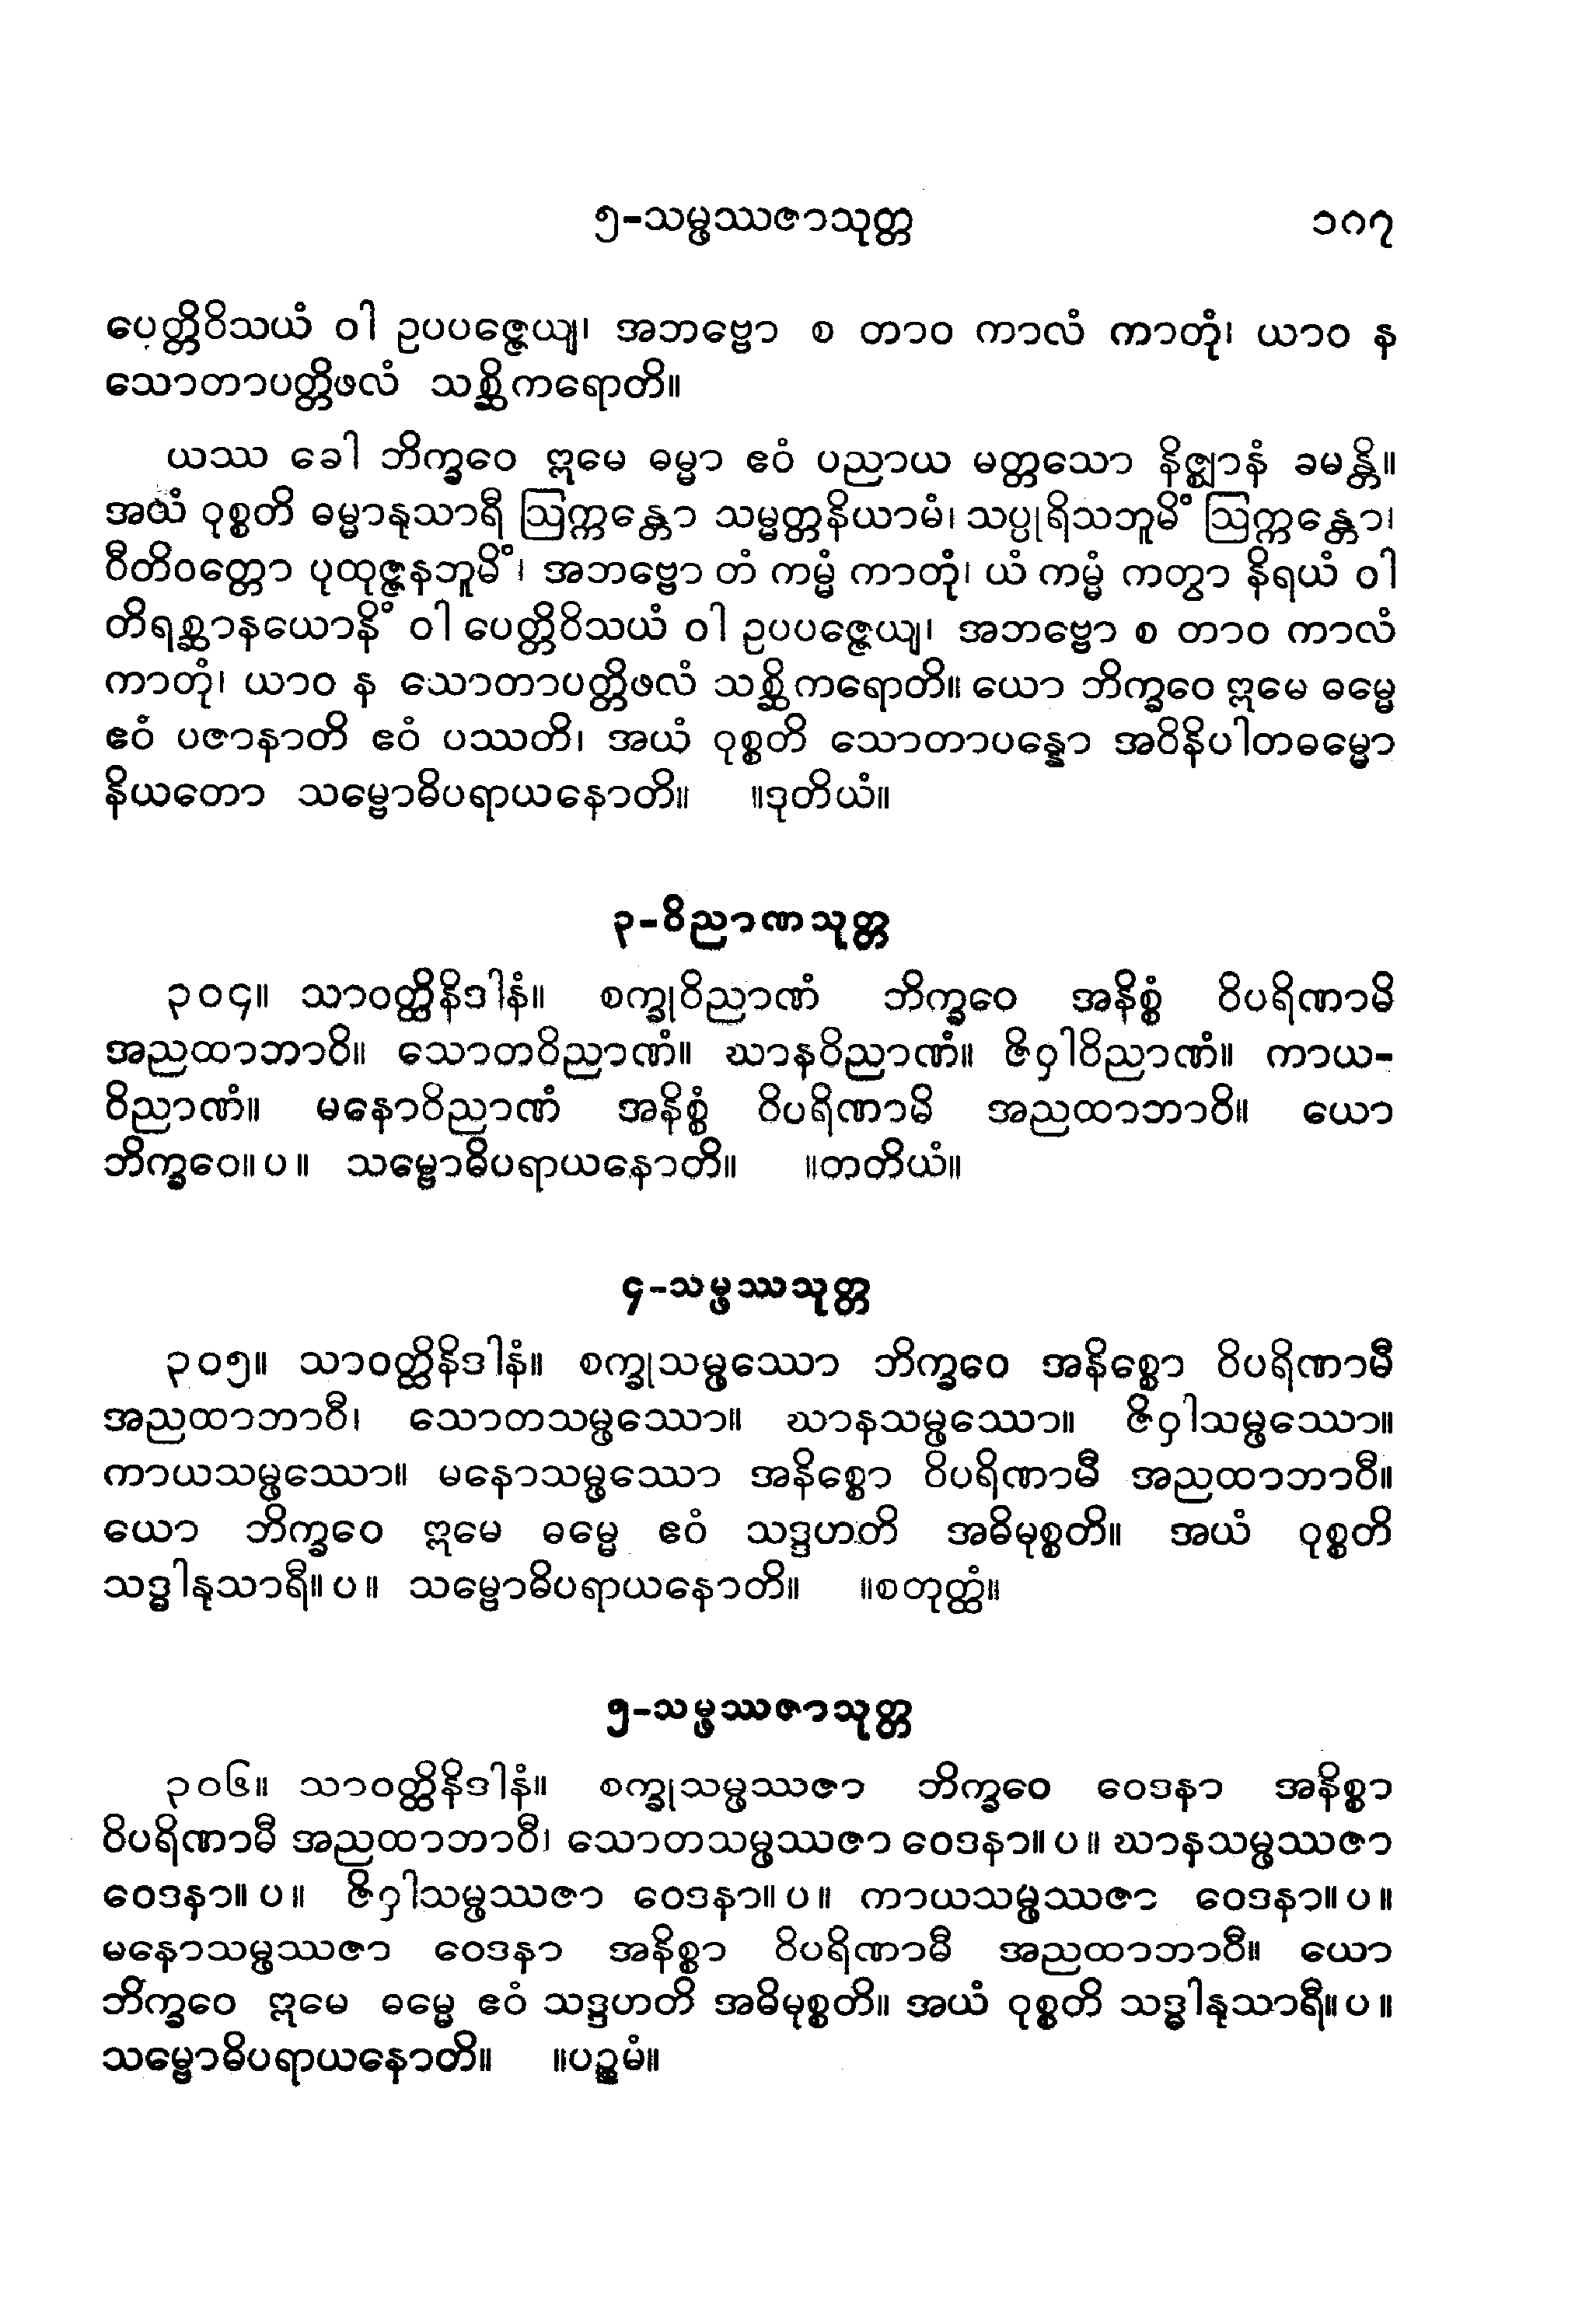 ၅-သမ္ဖဿဇာသုတ္တ ၁၈၇
ပေတ္တိဝိသယံ ဝါ ဥပပဇ္ဇေယျ၊ အဘဗ္ဗော စ တာဝ ကာလံ ကာတုံ၊ ယာဝ န
သောတာပတ္တိဖလံ သစ္ဆိကရောတိ။
ယဿ ခေါ ဘိက္ခဝေ ဣမေ ဓမ္မာ ဧဝံ ပညာယ မတ္တသော နိဇ္ဈာနံ ခမန္တိ။
အယံ ဝုစ္စတိ ဓမ္မာနုသာရီ ဩက္ကန္တော သမ္မတ္တနိယာမံ၊ သပ္ပုရိသဘူမိံ ဩက္ကန္တော၊
ဝီတိဝတ္တော ပုထုဇ္ဇနဘူမိံ၊ အဘဗ္ဗော တံ ကမ္မံ ကာတုံ၊ ယံ ကမ္မံ ကတွာ နိရယံ ဝါ
တိရစ္ဆာနယောနိံ ဝါ ပေတ္တိဝိသယံ ဝါ ဥပပဇ္ဇေယျ၊ အဘဗ္ဗော စ တာဝ ကာလံ
ကာတုံ၊ ယာဝ န သောတာပတ္တိဖလံ သစ္ဆိကရောတိ။ ယော ဘိက္ခဝေ ဣမေ ဓမ္မေ
ဧဝံ ပဇာနာတိ ဧဝံ ပဿတိ၊ အယံ ဝုစ္စတိ သောတာပန္နော အဝိနိပါတဓမ္မော
နိယတော သမ္ဗောဓိပရာယနောတိ။ ။ဒုတိယံ။
၃-ဝိညာဏသုတ္တ
၃၀၄။ သာဝတ္ထိနိဒါနံ။ စက္ခုဝိညာဏံ ဘိက္ခဝေ အနိစ္စံ ဝိပရိဏာမိ
အညထာဘာဝိ။ သောတဝိညာဏံ။ ဃာနဝိညာဏံ။ ဇိဝှါဝိညာဏံ။ ကာယ-
ဝိညာဏံ။ မနောဝိညာဏံ အနိစ္စံ ဝိပရိဏာမိ အညထာဘာဝိ။ ယော
ဘိက္ခဝေ။ပ။ သမ္ဗောဓိပရာယနောတိ။ ။တတိယံ။
၄-သမ္ဖဿသုတ္တ
၃၀၅။ သာဝတ္ထိနိဒါနံ။ စက္ခုသမ္ဖဿော ဘိက္ခဝေ အနိစ္စော ဝိပရိဏာမီ
အညထာဘာဝီ၊ သောတသမ္ဖဿော။ ဃာနသမ္ဖဿော။ ဇိဝှါသမ္ဖဿော။
ကာယသမ္ဖဿော။ မနောသမ္ဖဿော အနိစ္စော ဝိပရိဏာမီ အညထာဘာဝီ။
ယော ဘိက္ခဝေ ဣမေ ဓမ္မေ ဧဝံ သဒ္ဒဟတိ အဓိမုစ္စတိ။ အယံ ဝုစ္စတိ
သဒ္ဓါနုသာရီ။ပ။ သမ္ဗောဓိပရာယနောတိ။ ။စတုတ္ထံ။
၅-သမ္ဖဿဇာသုတ္တ
၃၀၆။ သာဝတ္ထိနိဒါနံ။ စက္ခုသမ္ဖဿဇာ ဘိက္ခဝေ ဝေဒနာ အနိစ္စာ
ဝိပရိဏာမီ အညထာဘာဝီ၊ သောတသမ္ဖဿဇာ ဝေဒနာ။ပ။ ဃာနသမ္ဖဿဇာ
ဝေဒနာ။ပ။ ဇိဝှါသမ္ဖဿဇာ ဝေဒနာ။ပ။ ကာယသမ္ဖဿဇာ ဝေဒနာ။ပ။
မနောသမ္ဖဿဇာ ဝေဒနာ အနိစ္စာ ဝိပရိဏာမီ အညထာဘာဝီ။ ယော
ဘိက္ခဝေ ဣမေ ဓမ္မေ ဧဝံ သဒ္ဒဟတိ အဓိမုစ္စတိ။ အယံ ဝုစ္စတိ သဒ္ဓါနုသာရီ။ပ။
သမ္ဗောဓိပရာယနောတိ။ ။ပဉ္စမံ။